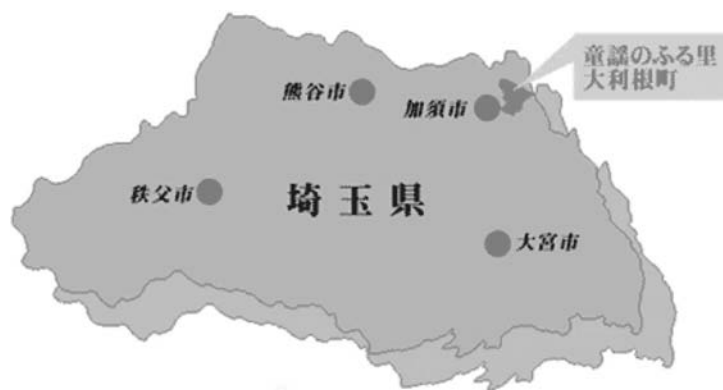 童謡のふる里
大利根町
熊谷市
加須市
秩父市
埼玉県
大宮市